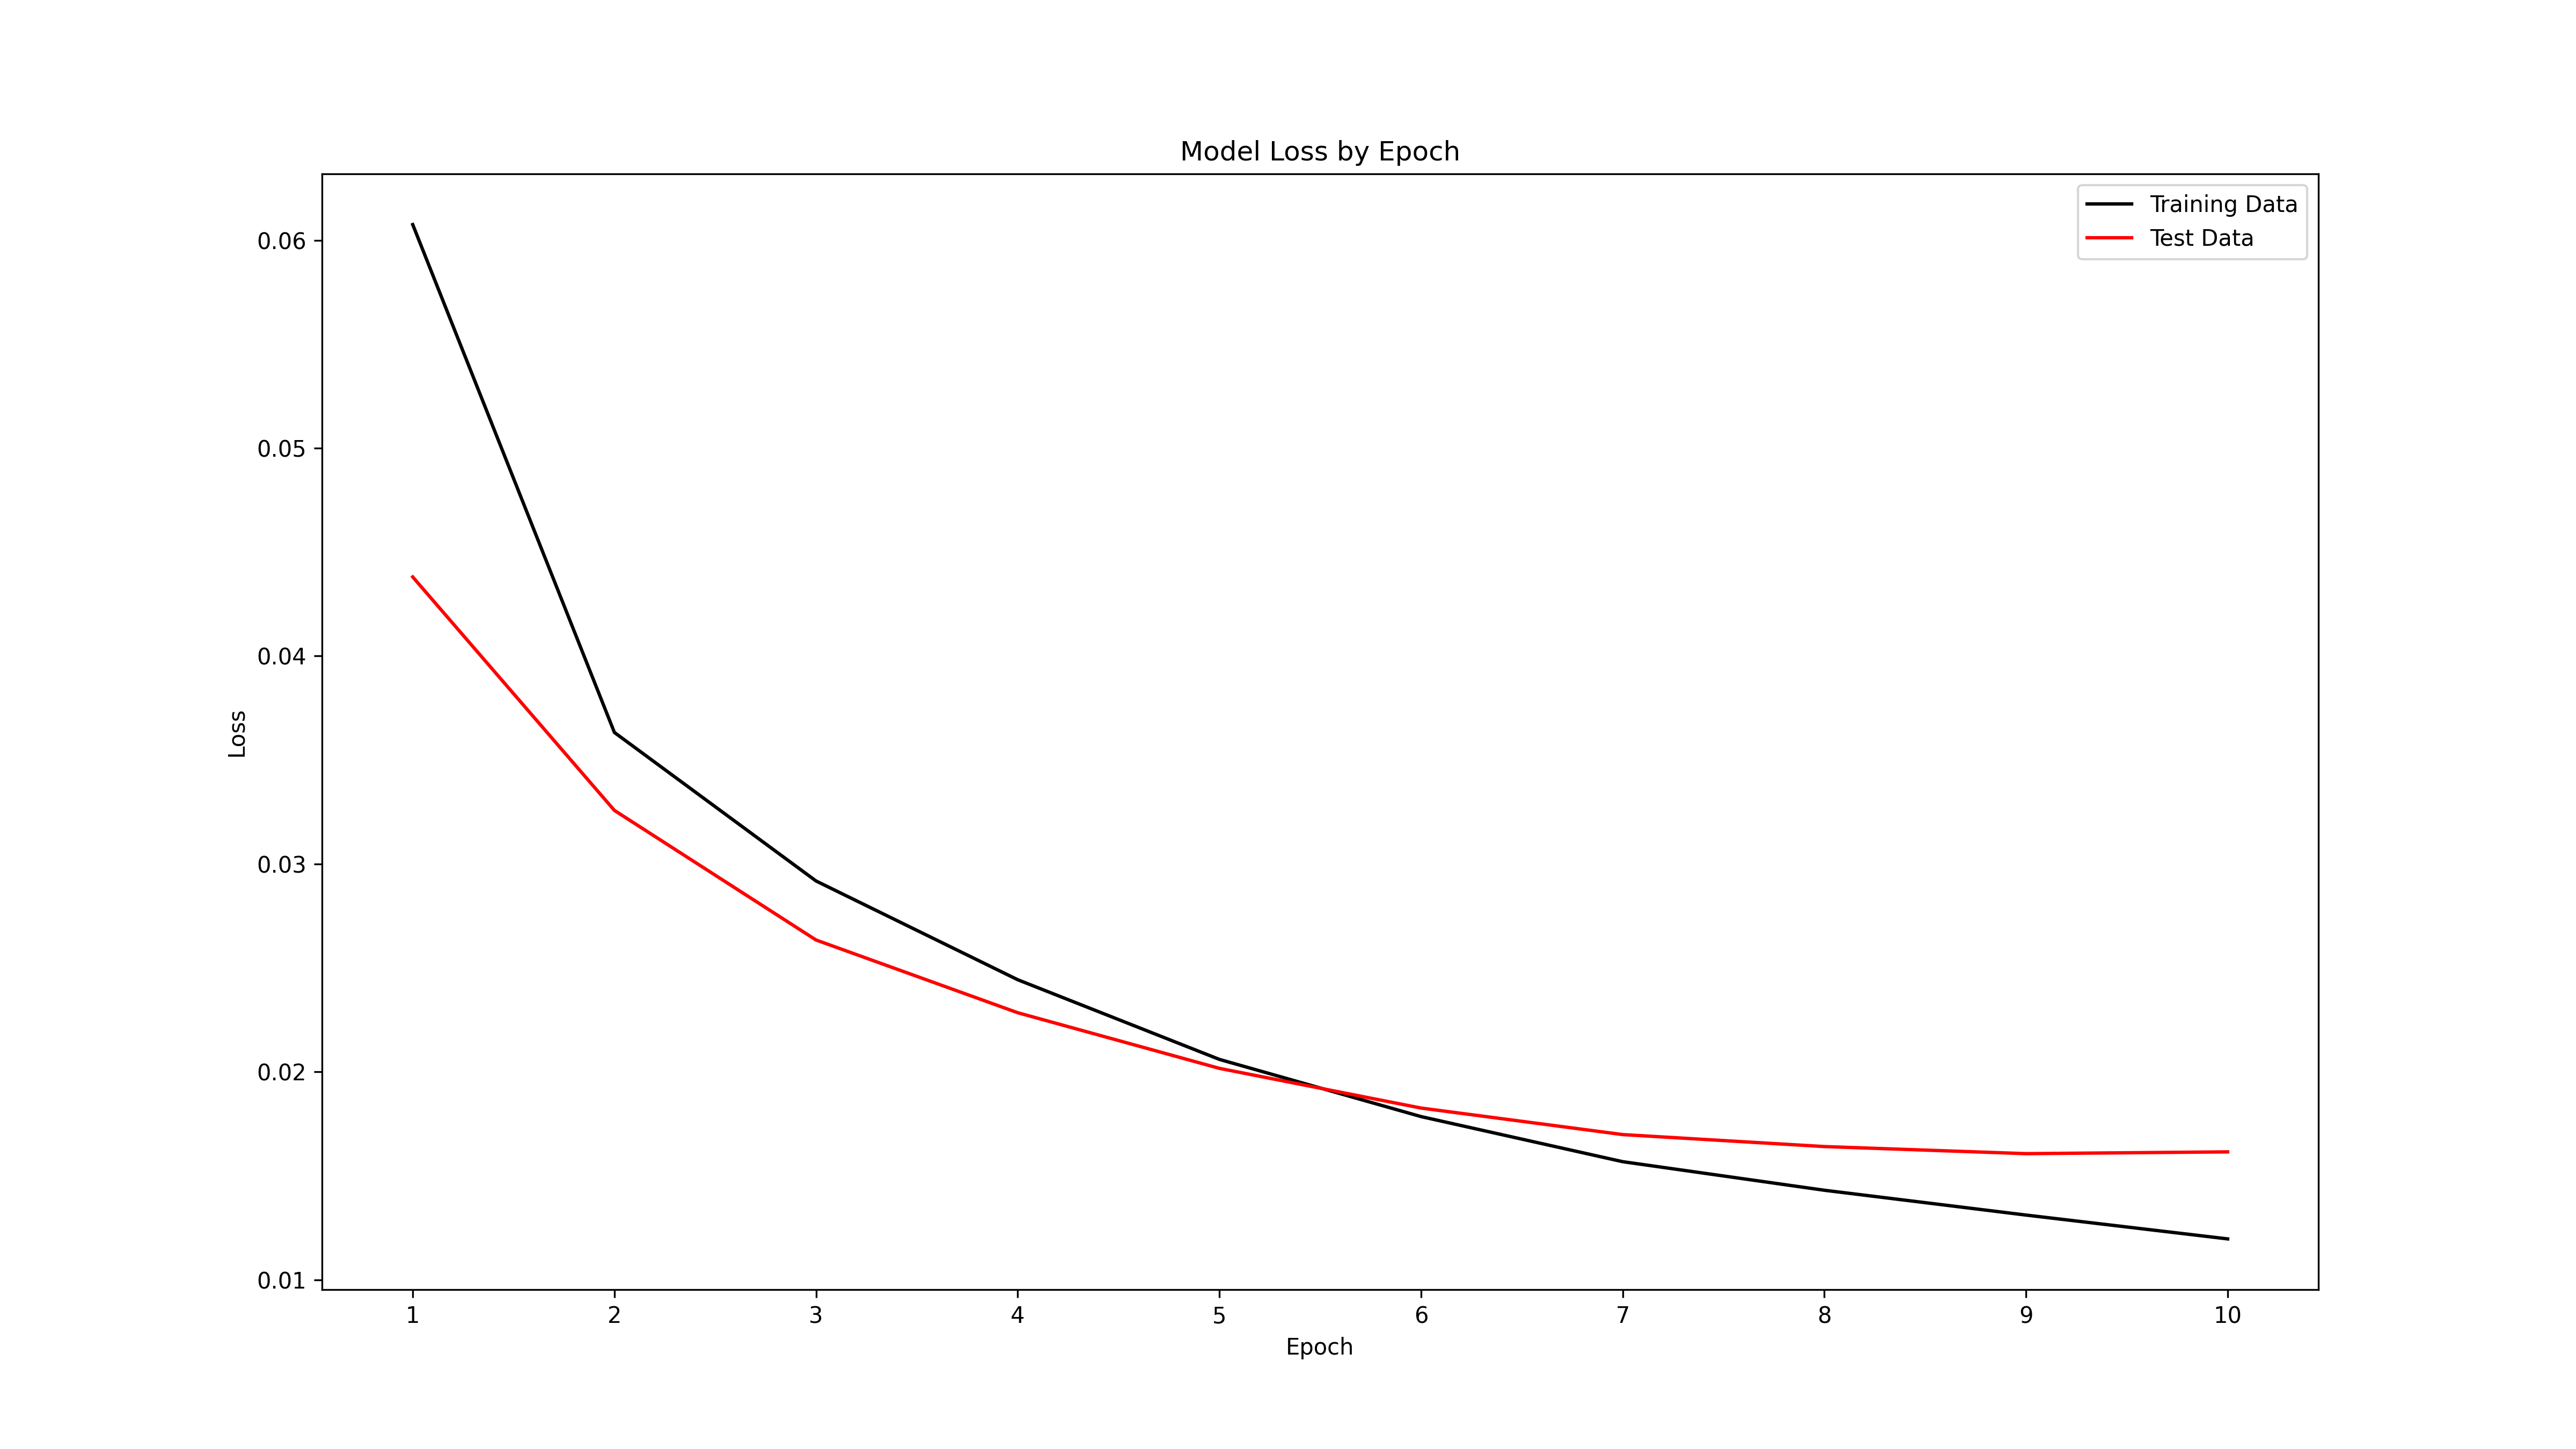 Model Loss by Epoch
Training Data
Test Data
0.06
0.05
0.04
0.03
0.02
0.01
Loss
1 2 3 4 5 6 7 8 9 10
Epoch